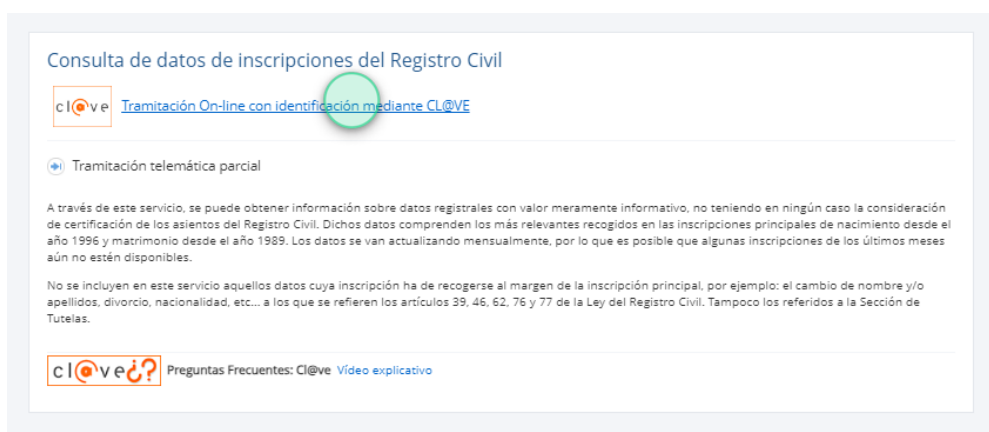 Consulta de datos de inscripciones del Registro Civil
cl@ve Tramitación On-line con identificación mediante CL@VE
Tramitación telemática parcial
A través de este servicio, se puede obtener información sobre datos registrales con valor meramente informativo, no teniendo en ningún caso la consideración
de certificación de los asientos del Registro Civil. Dichos datos comprenden los más relevantes recogidos en las inscripciones principales de nacimiento desde el
año 1996 y matrimonio desde el año 1989. Los datos se van actualizando mensualmente, por lo que es posible que algunas inscripciones de los últimos meses
aún no estén disponibles.
No se incluyen en este servicio aquellos datos cuya inscripción ha de recogerse al margen de la inscripción principal, por ejemplo: el cambio de nombre y/o
apellidos, divorcio, nacionalidad, etc... a los que se refieren los artículos 39, 46, 62, 76 y 77 de la Ley del Registro Civil. Tampoco los referidos a la Sección de
Tutelas.
cl@ve¿? Preguntas Frecuentes: Cl@ve Vídeo explicativo